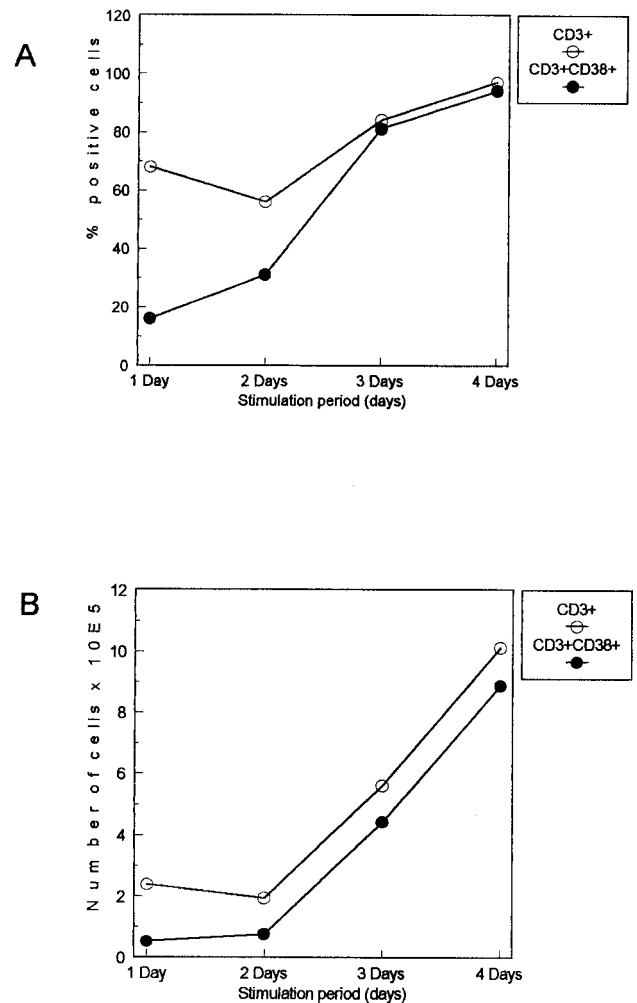 A
% positive cells
120
100
80
60
40
20
0
1 Day
2 Days
3 Days
4 Days
Stimulation period (days)
CD3+
CD3+CD38+
B
Number of cells x 10E5
12
10
8
6
4
2
0
1 Day
2 Days
3 Days
4 Days
Stimulation period (days)
CD3+
CD3+CD38+